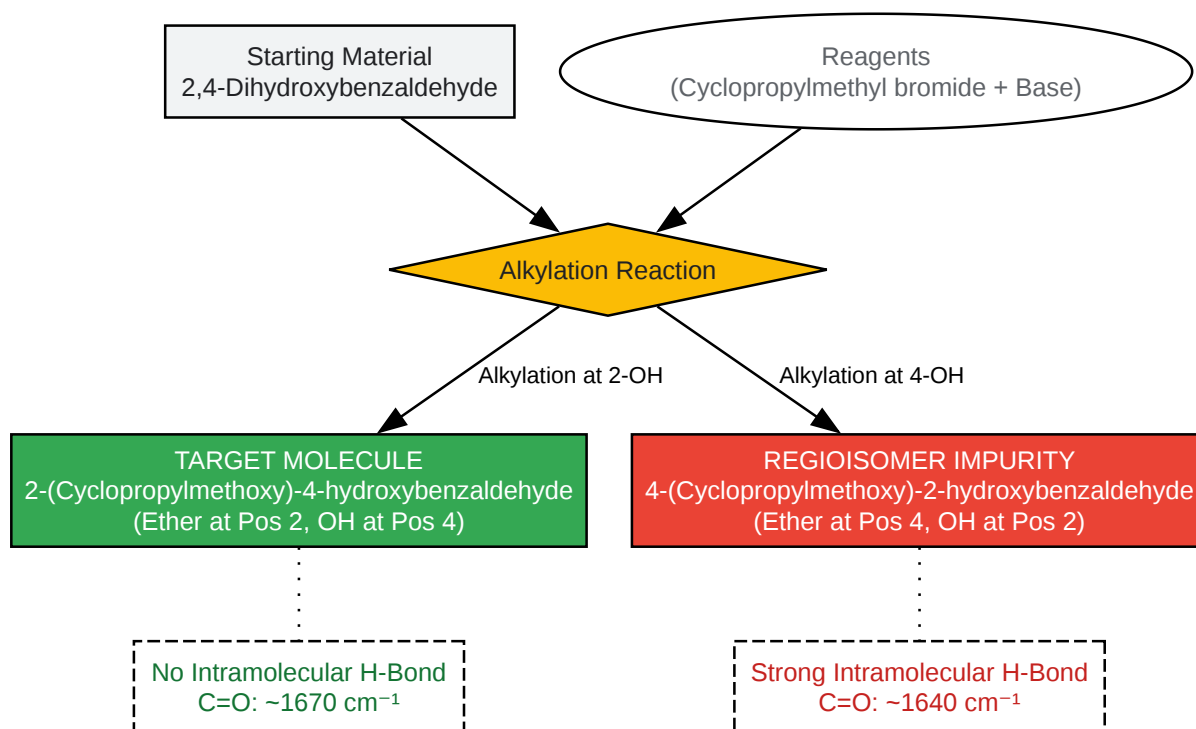 Starting Material
2,4-Dihydroxybenzaldehyde
Reagents
(Cyclopropylmethyl bromide + Base)
Alkylation Reaction
Alkylation at 2-OH
Alkylation at 4-OH
TARGET MOLECULE
2-(Cyclopropylmethoxy)-4-hydroxybenzaldehyde
(Ether at Pos 2, OH at Pos 4)
REGIOISOMER IMPURITY
4-(Cyclopropylmethoxy)-2-hydroxybenzaldehyde
(Ether at Pos 4, OH at Pos 2)
No Intramolecular H-Bond
C=O: ~1670 cm⁻¹
Strong Intramolecular H-Bond
C=O: ~1640 cm⁻¹